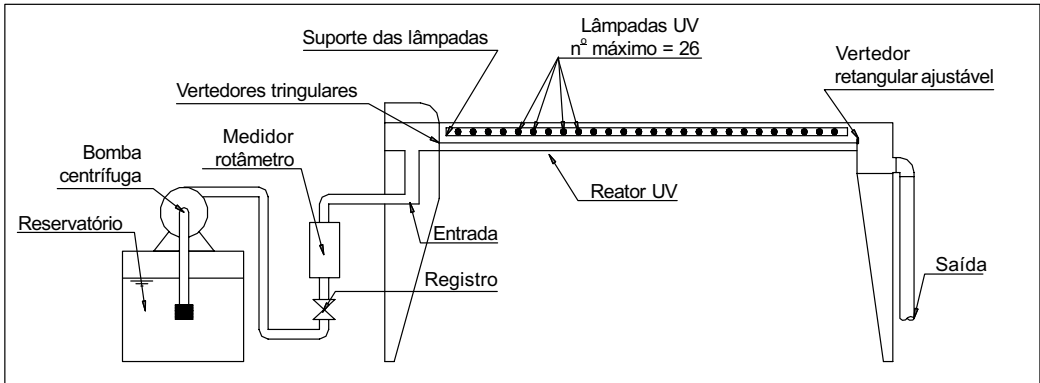 Lâmpadas UV
nº máximo = 26
Suporte das lâmpadas
Vertedor
retangular ajustável
Vertedores tringulares
Medidor
rotâmetro
Bomba
centrífuga
Reator UV
Reservatório
Entrada
Saída
Registro